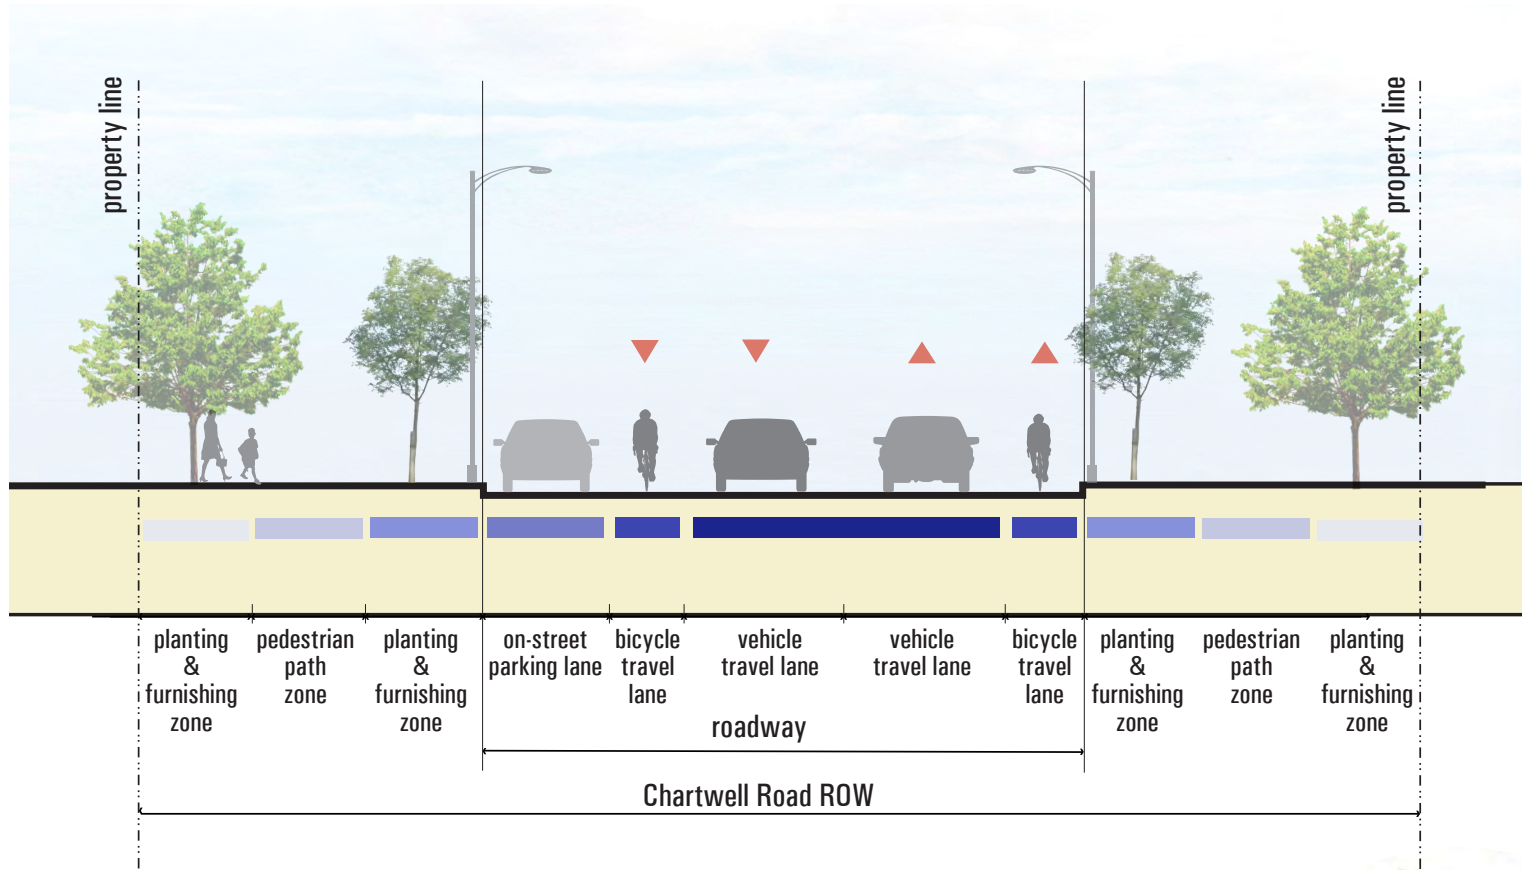 property line
property line
planting
&
furnishing
zone
pedestrian
path
zone
planting
&
furnishing
zone
on-street
parking lane
bicycle
travel
lane
vehicle
travel lane
vehicle
travel lane
bicycle
travel
lane
planting
&
furnishing
zone
pedestrian
path
zone
planting
&
furnishing
zone
roadway
Chartwell Road ROW